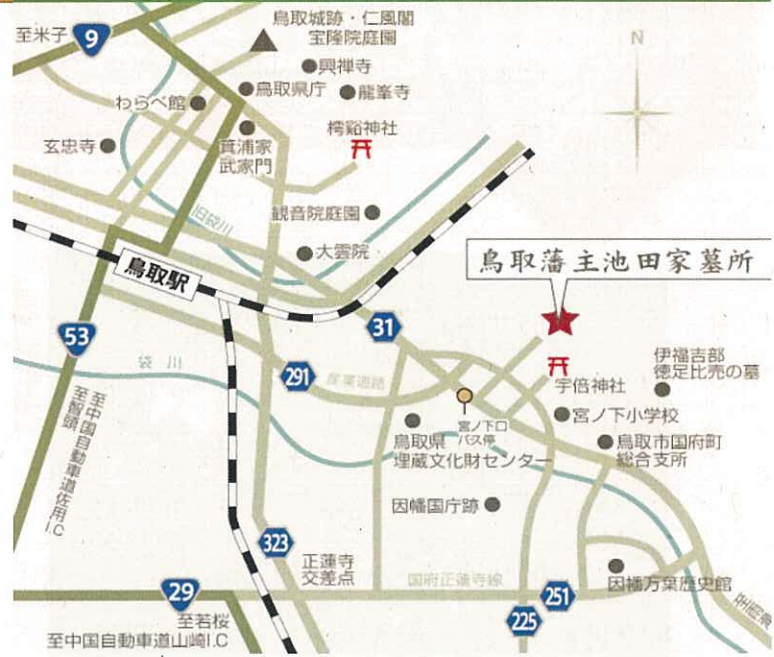 至米子
9
鳥取城跡・仁風閣
宝隆院庭園
興禅寺
鳥取県庁
龍峯寺
わらべ館
玄忠寺
箕浦家
武家門
樗谿神社
N
観音院庭園
旧袋川
大雲院
鳥取駅
鳥取藩主池田家墓所
31
53
袋川
291
産業道路
宇倍神社
伊福吉部
徳足比売の墓
宮ノ下口
バス停
宮ノ下小学校
鳥取県
埋蔵文化財センター
鳥取市国府町
総合支所
至中国自動車道佐用I.C
至智頭
因幡国庁跡
323
正蓮寺
交差点
国府正蓮寺線
因幡万葉歴史館
29
251
225
至若桜
至中国自動車道山崎I.C